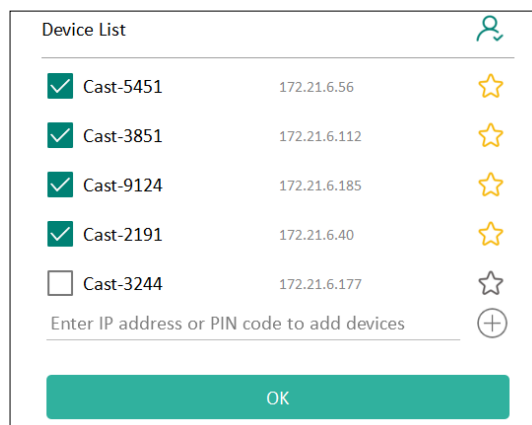 Device List
Cast-5451 172.21.6.56
Cast-3851 172.21.6.112
Cast-9124 172.21.6.185
Cast-2191 172.21.6.40
Cast-3244 172.21.6.177
Enter IP address or PIN code to add devices
OK